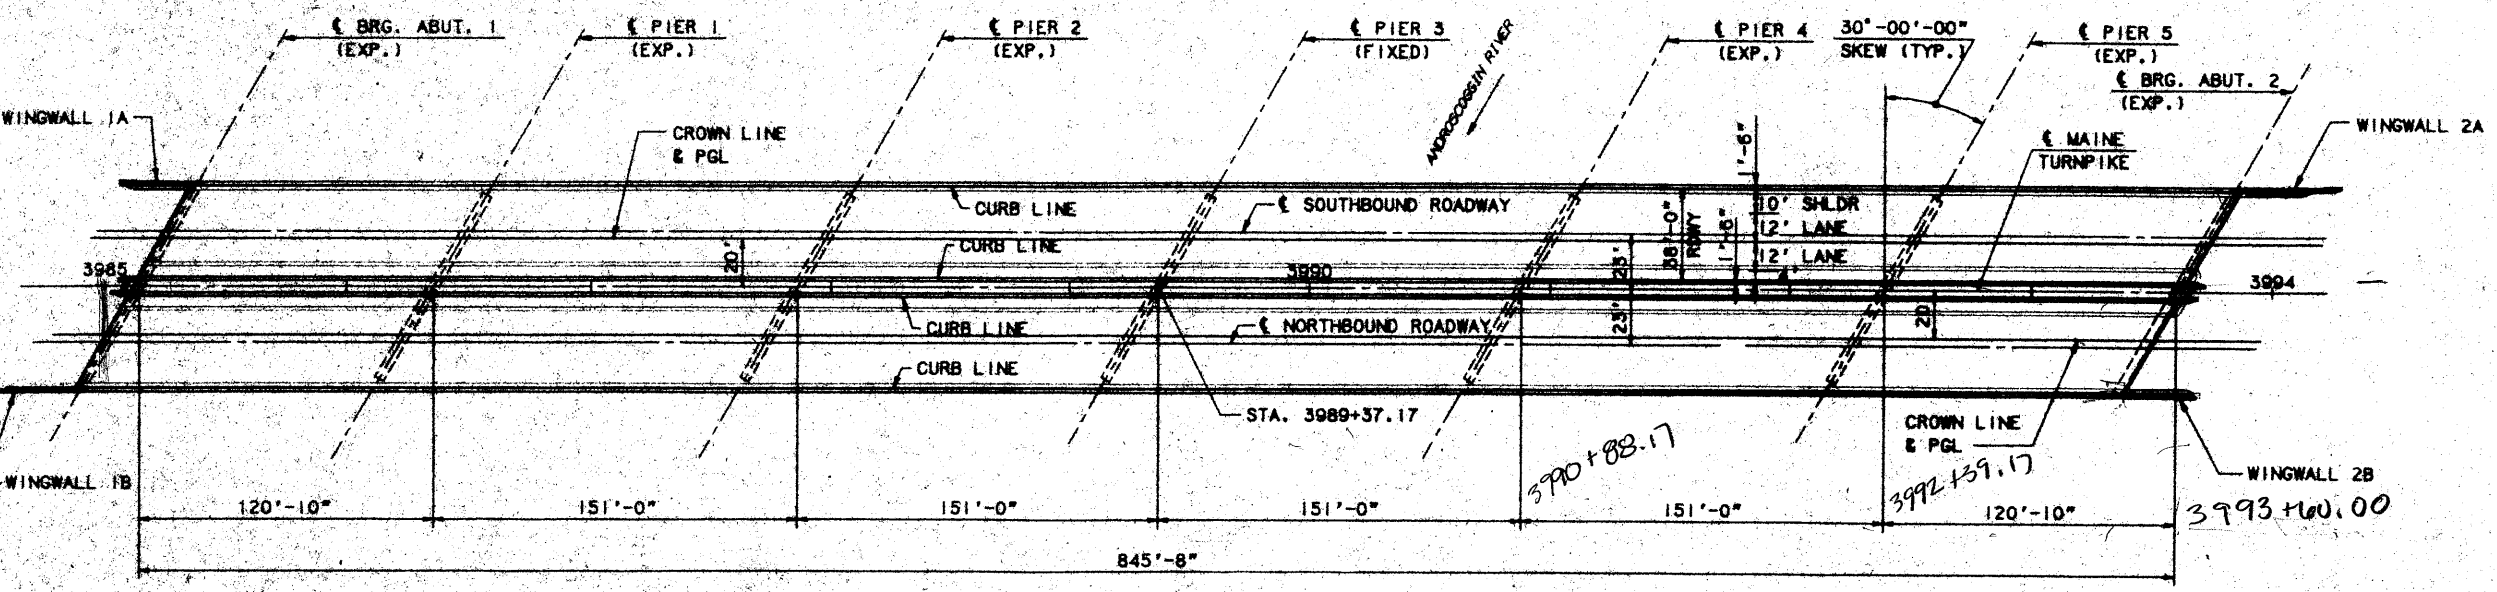 ℄ BRG. ABUT. 1
(EXP.)
℄ PIER 1
(EXP.)
℄ PIER 2
(EXP.)
℄ PIER 3
(FIXED)
ANDROSCOGGIN RIVER
℄ PIER 4
(EXP.)
30°-00'-00"
SKEW (TYP.)
℄ PIER 5
(EXP.)
℄ BRG. ABUT. 2
(EXP.)
WINGWALL 1A
CROWN LINE
& PGL
1'-6"
℄ MAINE
TURNPIKE
WINGWALL 2A
CURB LINE
℄ SOUTHBOUND ROADWAY
38'-0"
RDWY
1'-6"
10' SHLDR
12' LANE
12' LANE
4'
CURB LINE
20'
23'
3985
3990
3994
CURB LINE
℄ NORTHBOUND ROADWAY
23'
20'
CURB LINE
STA. 3989+37.17
CROWN LINE
& PGL
WINGWALL 1B
WINGWALL 2B
3990+88.17
3992+39.17
3993+60.00
120'-10"
151'-0"
151'-0"
151'-0"
151'-0"
120'-10"
845'-8"